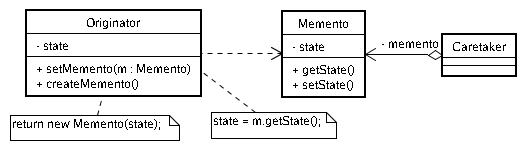 Originator
- state
+ setMemento(m : Memento)
+ createMemento()
Memento
- state
+ getState()
+ setState()
- memento
Caretaker
return new Memento(state);
state = m.getState();